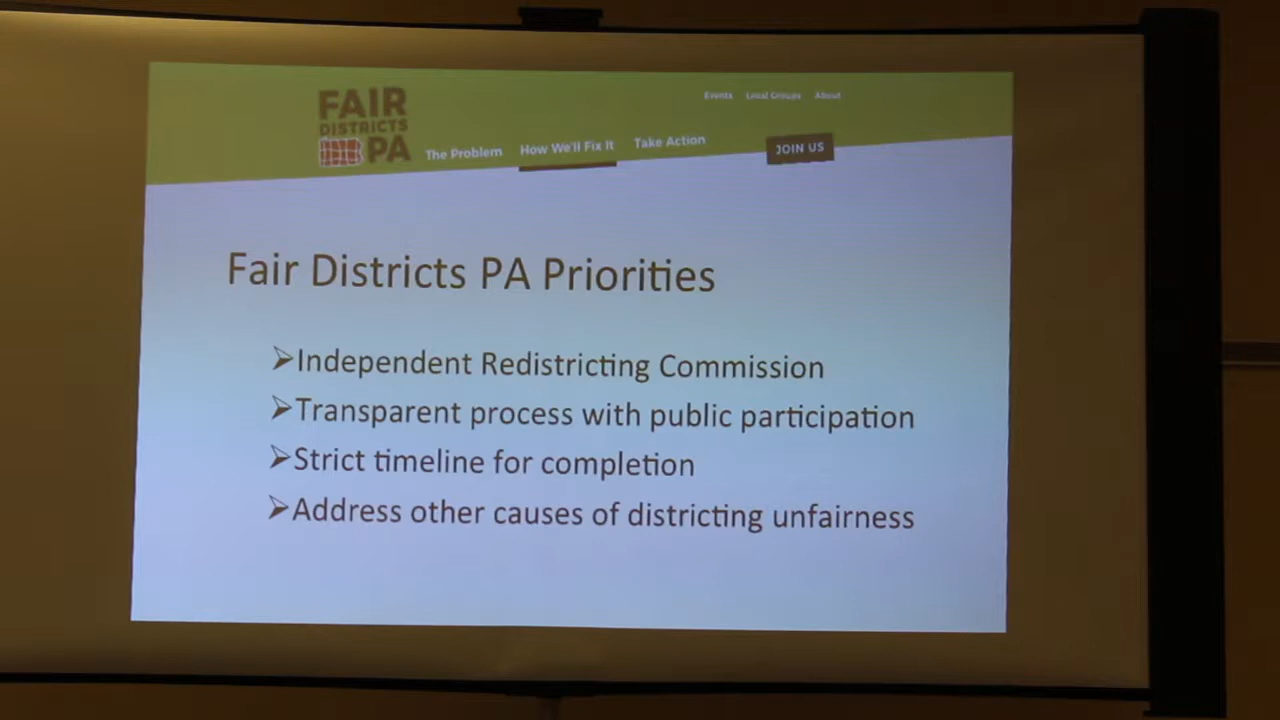 Events Local Groups About
FAIR
DISTRICTS
PA
The Problem How We'll Fix It Take Action JOIN US
Fair Districts PA Priorities
➢Independent Redistricting Commission
➢Transparent process with public participation
➢Strict timeline for completion
➢Address other causes of districting unfairness